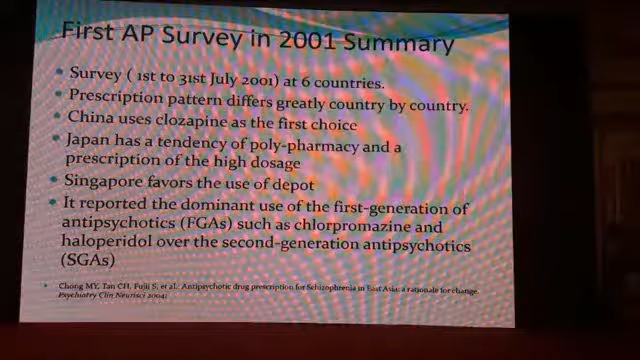 First AP Survey in 2001 Summary
Survey ( 1st to 31st July 2001) at 6 countries.
Prescription pattern differs greatly country by country.
China uses clozapine as the first choice
Japan has a tendency of poly-pharmacy and a
prescription of the high dosage
Singapore favors the use of depot
It reported the dominant use of the first-generation of
antipsychotics (FGAs) such as chlorpromazine and
haloperidol over the second-generation antipsychotics
(SGAs)
Chong MY, Tan CH, Fujii S, et al.: Antipsychotic drug prescription for Schizophrenia in East Asia: a rationale for change.
Psychiatry Clin Neurisci 2004;